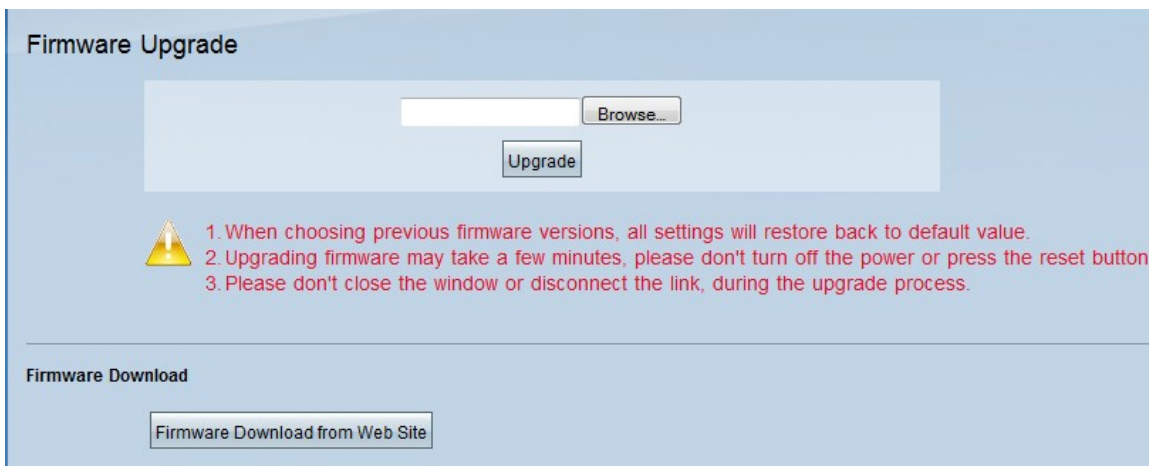 Firmware Upgrade
Browse...
Upgrade
1. When choosing previous firmware versions, all settings will restore back to default value.
2. Upgrading firmware may take a few minutes, please don't turn off the power or press the reset button
3. Please don't close the window or disconnect the link, during the upgrade process.
Firmware Download
Firmware Download from Web Site